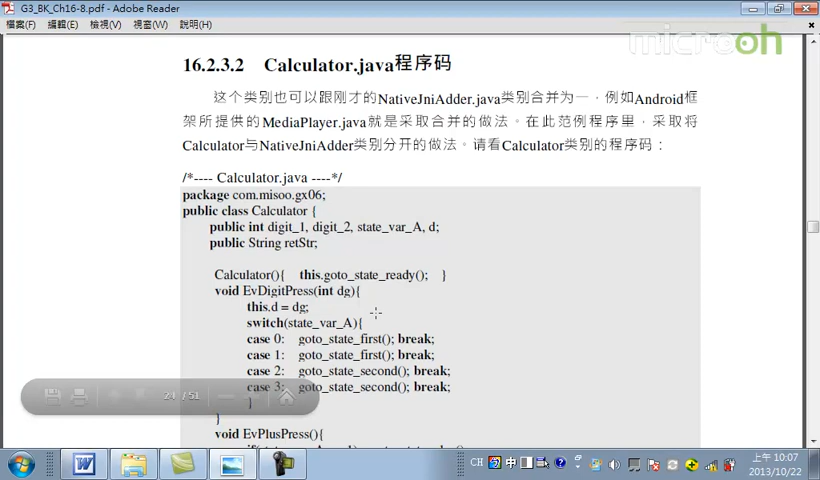 G3_BK_Ch16-8.pdf - Adobe Reader
檔案(F) 編輯(E) 檢視(V) 視窗(W) 說明(H)
microoh
16.2.3.2 Calculator.java程序码
这个类别也可以跟刚才的NativeJniAdder.java类别合并为一，例如Android框
架所提供的MediaPlayer.java就是采取合并的做法。在此范例程序里，采取将
Calculator与NativeJniAdder类别分开的做法。请看Calculator类别的程序码：
/*---- Calculator.java ----*/
package com.misoo.gx06;
public class Calculator {
public int digit_1, digit_2, state_var_A, d;
public String retStr;
Calculator(){ this.goto_state_ready(); }
void EvDigitPress(int dg){
this.d = dg;
switch(state_var_A){
case 0: goto_state_first(); break;
case 1: goto_state_first(); break;
case 2: goto_state_second(); break;
case 3: goto_state_second(); break;
}
24 / 51
}
void EvPlusPress(){
CH 中
上午 10:07
2013/10/22